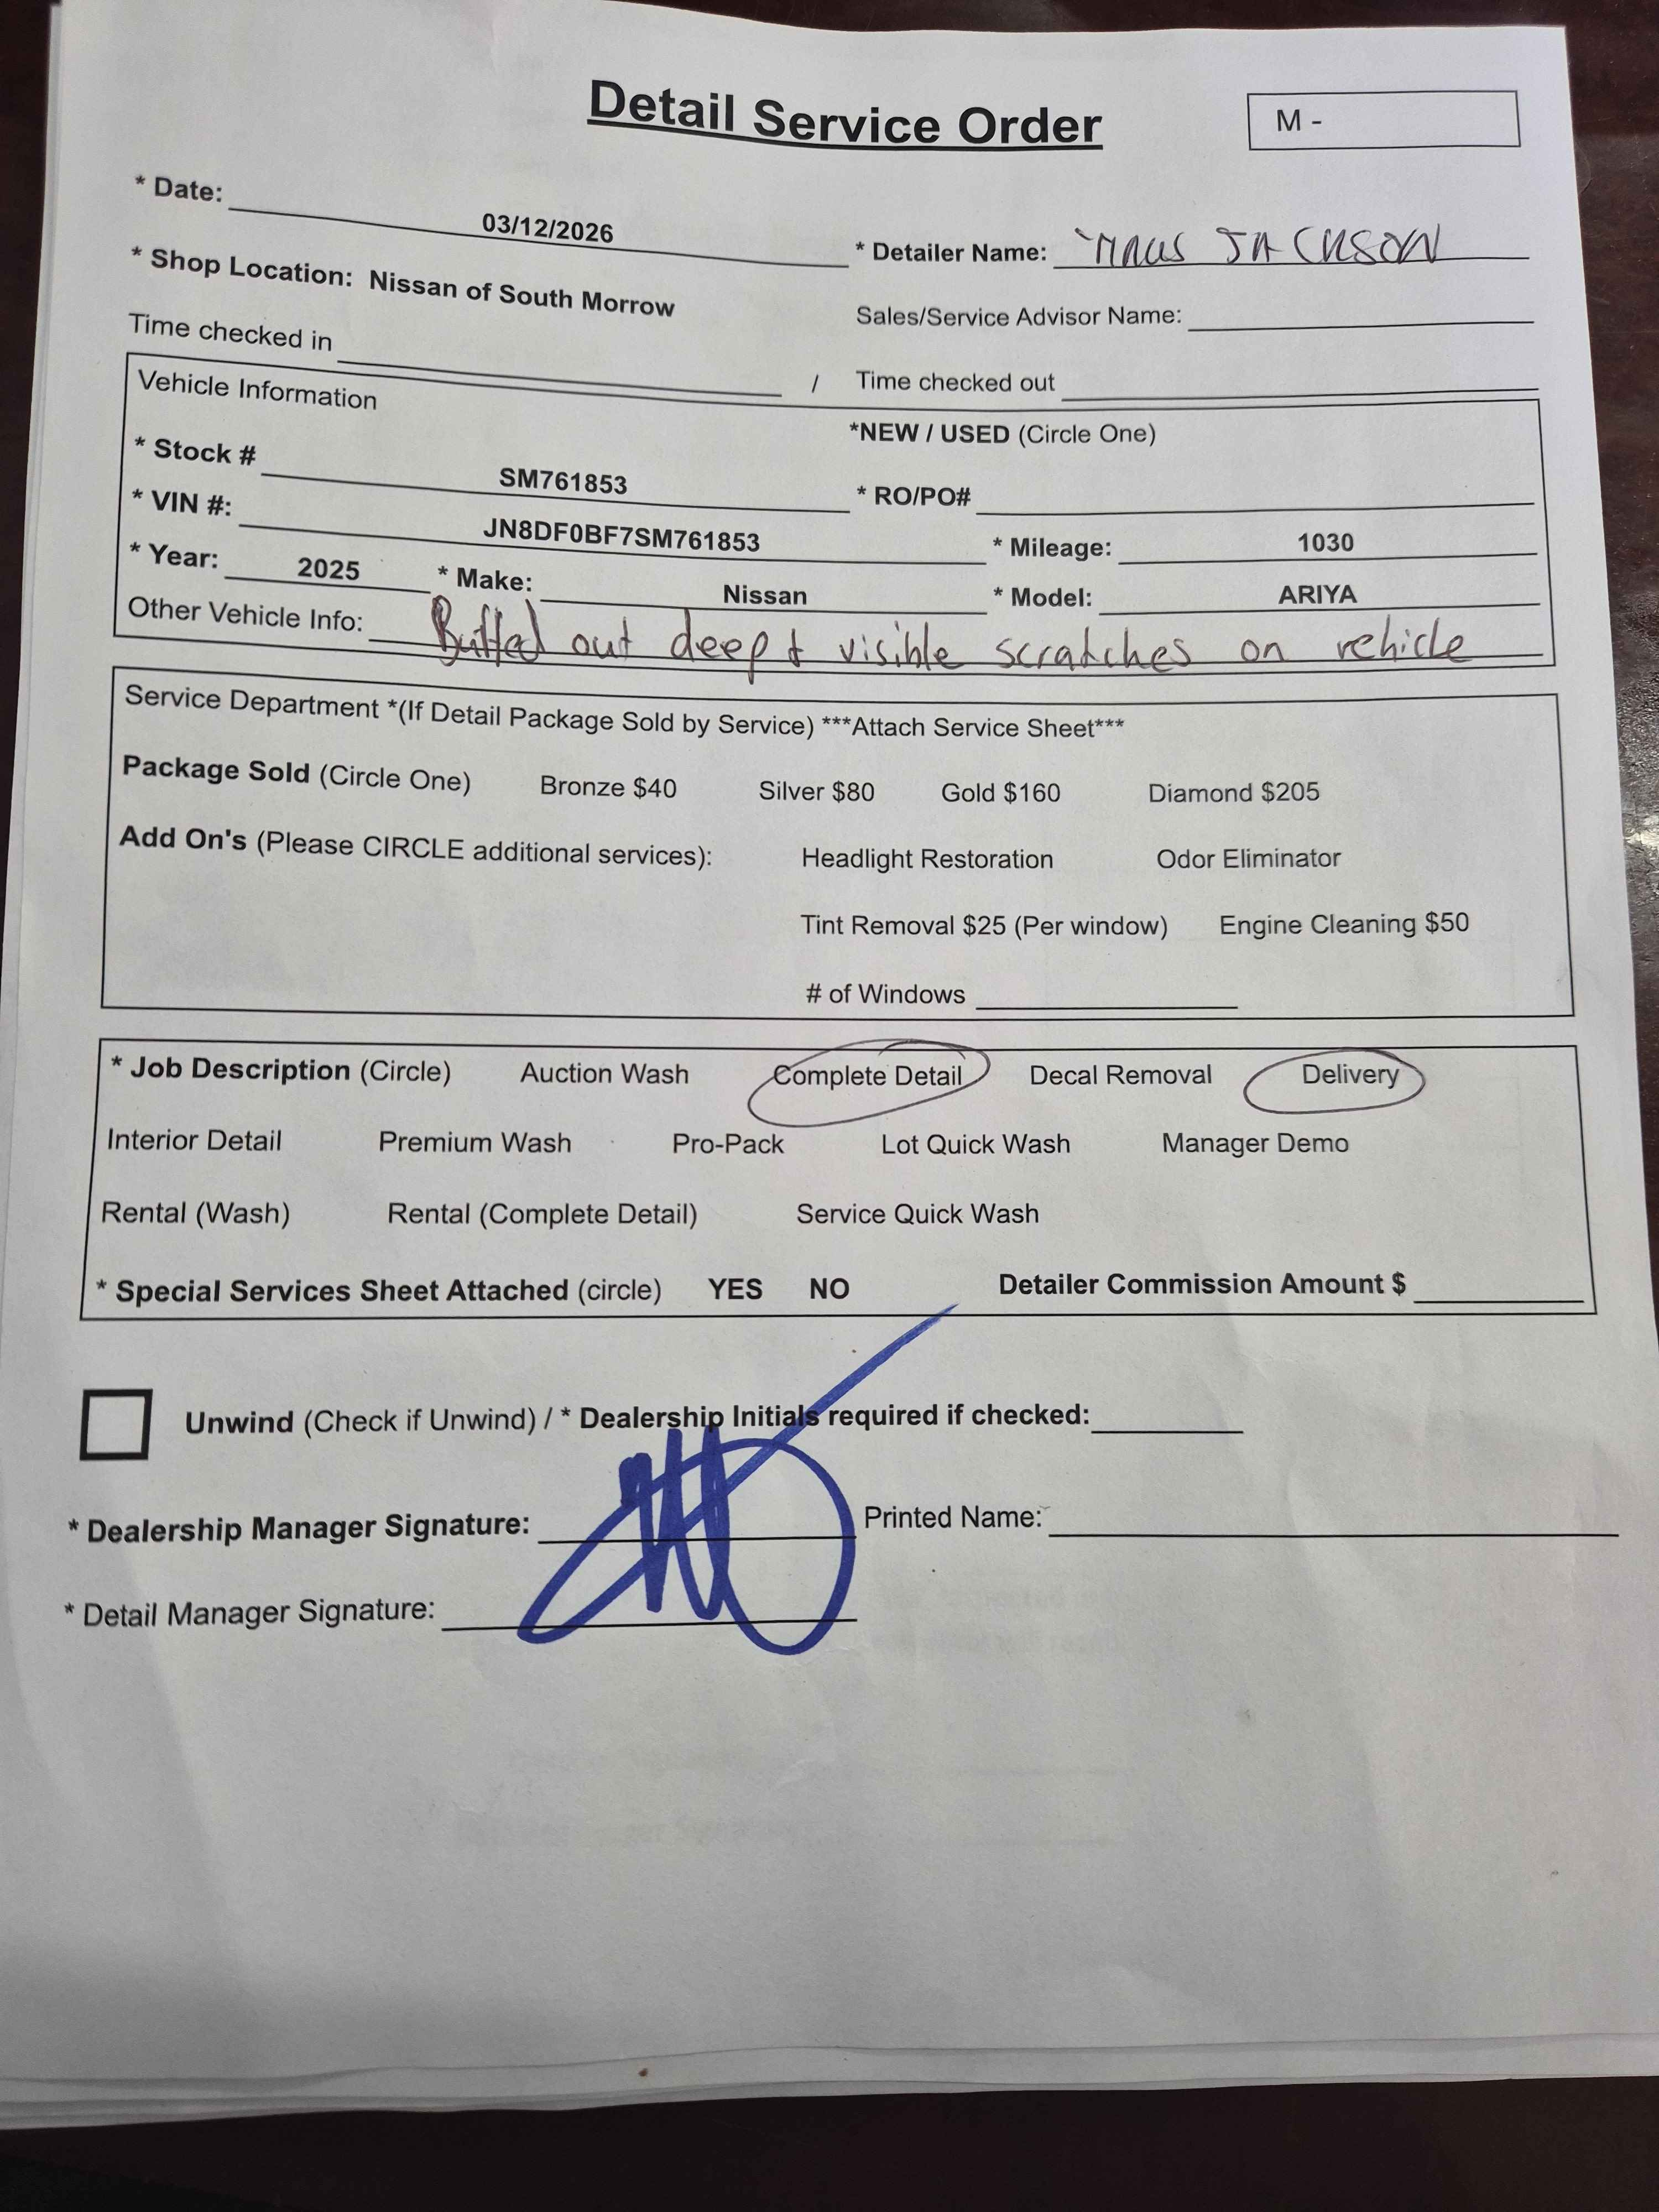 Detail Service Order
M -
* Date: 03/12/2026
* Detailer Name: JACKSON
* Shop Location: Nissan of South Morrow
Sales/Service Advisor Name:
Time checked in / Time checked out
Vehicle Information
*NEW / USED (Circle One)
* Stock # SM761853
* RO/PO#
* VIN #: JN8DF0BF7SM761853
* Mileage: 1030
* Year: 2025 * Make: Nissan * Model: ARIYA
Other Vehicle Info: Buffed out deep & visible scratches on vehicle
Service Department *(If Detail Package Sold by Service) ***Attach Service Sheet***
Package Sold (Circle One) Bronze $40 Silver $80 Gold $160 Diamond $205
Add On's (Please CIRCLE additional services): Headlight Restoration Odor Eliminator
Tint Removal $25 (Per window) Engine Cleaning $50
# of Windows
* Job Description (Circle) Auction Wash Complete Detail Decal Removal Delivery
Interior Detail Premium Wash Pro-Pack Lot Quick Wash Manager Demo
Rental (Wash) Rental (Complete Detail) Service Quick Wash
* Special Services Sheet Attached (circle) YES NO Detailer Commission Amount $
Unwind (Check if Unwind) / * Dealership Initials required if checked:
* Dealership Manager Signature: Printed Name:
* Detail Manager Signature: